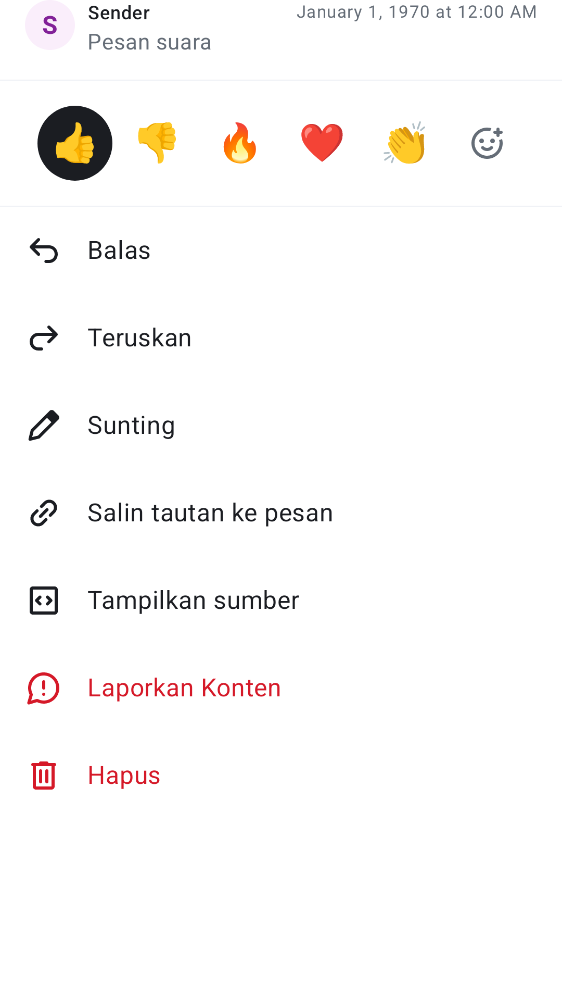 S
Sender
January 1, 1970 at 12:00 AM
Pesan suara
Balas
Teruskan
Sunting
Salin tautan ke pesan
Tampilkan sumber
Laporkan Konten
Hapus